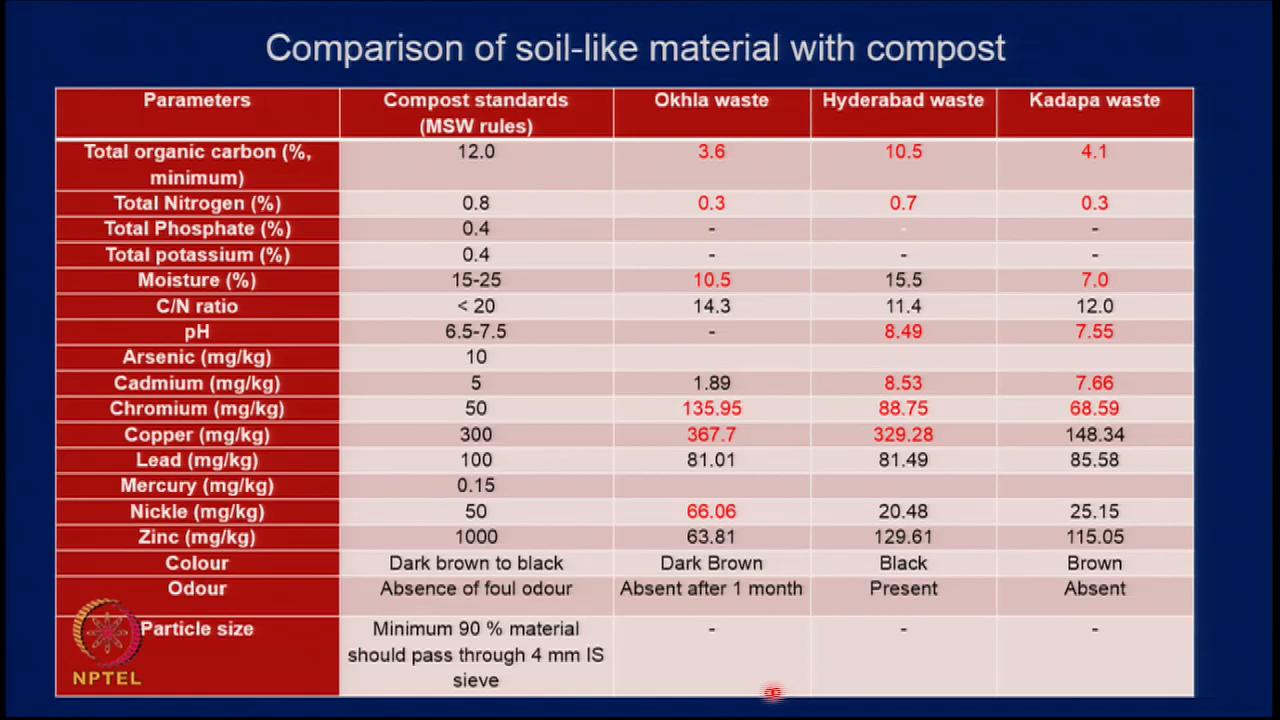 Comparison of soil-like material with compost
Parameters Compost standards (MSW rules) Okhla waste Hyderabad waste Kadapa waste
Total organic carbon (%, minimum) 12.0 3.6 10.5 4.1
Total Nitrogen (%) 0.8 0.3 0.7 0.3
Total Phosphate (%) 0.4 - - -
Total potassium (%) 0.4 - - -
Moisture (%) 15-25 10.5 15.5 7.0
C/N ratio < 20 14.3 11.4 12.0
pH 6.5-7.5 - 8.49 7.55
Arsenic (mg/kg) 10
Cadmium (mg/kg) 5 1.89 8.53 7.66
Chromium (mg/kg) 50 135.95 88.75 68.59
Copper (mg/kg) 300 367.7 329.28 148.34
Lead (mg/kg) 100 81.01 81.49 85.58
Mercury (mg/kg) 0.15
Nickle (mg/kg) 50 66.06 20.48 25.15
Zinc (mg/kg) 1000 63.81 129.61 115.05
Colour Dark brown to black Dark Brown Black Brown
Odour Absence of foul odour Absent after 1 month Present Absent
Particle size Minimum 90 % material should pass through 4 mm IS sieve - - -
NPTEL